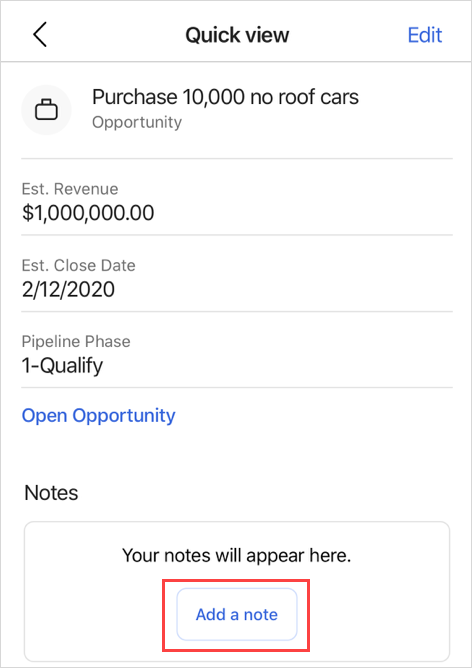 Quick view
Edit
Purchase 10,000 no roof cars
Opportunity
Est. Revenue
$1,000,000.00
Est. Close Date
2/12/2020
Pipeline Phase
1-Qualify
Open Opportunity
Notes
Your notes will appear here.
Add a note